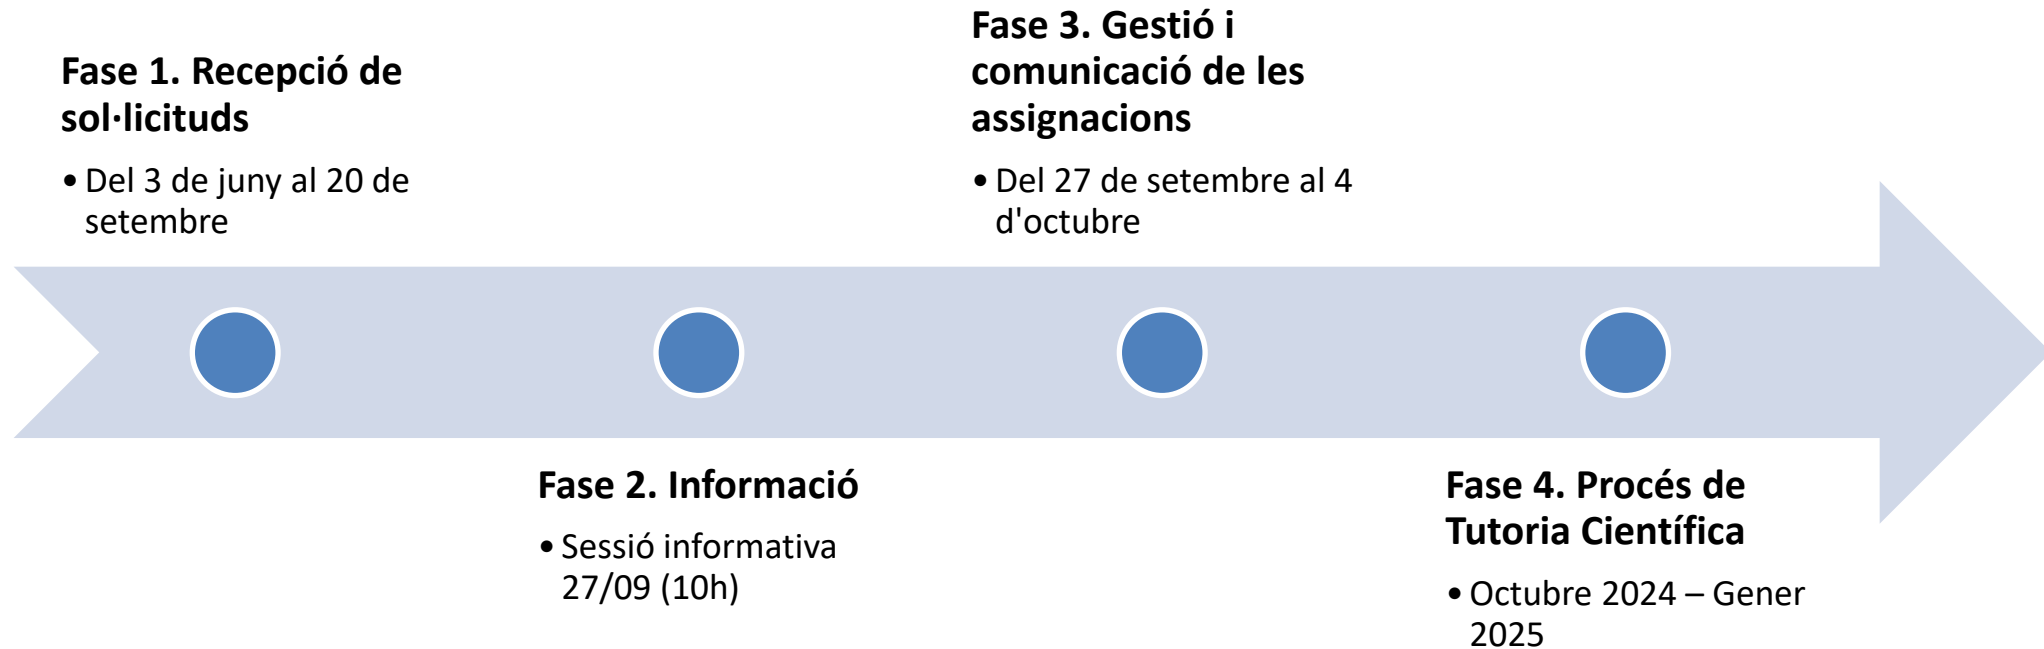 Fase 1. Recepció de
sol·licituds
• Del 3 de juny al 20 de
setembre
Fase 2. Informació
• Sessió informativa
27/09 (10h)
Fase 3. Gestió i
comunicació de les
assignacions
• Del 27 de setembre al 4
d'octubre
Fase 4. Procés de
Tutoria Científica
• Octubre 2024 – Gener
2025